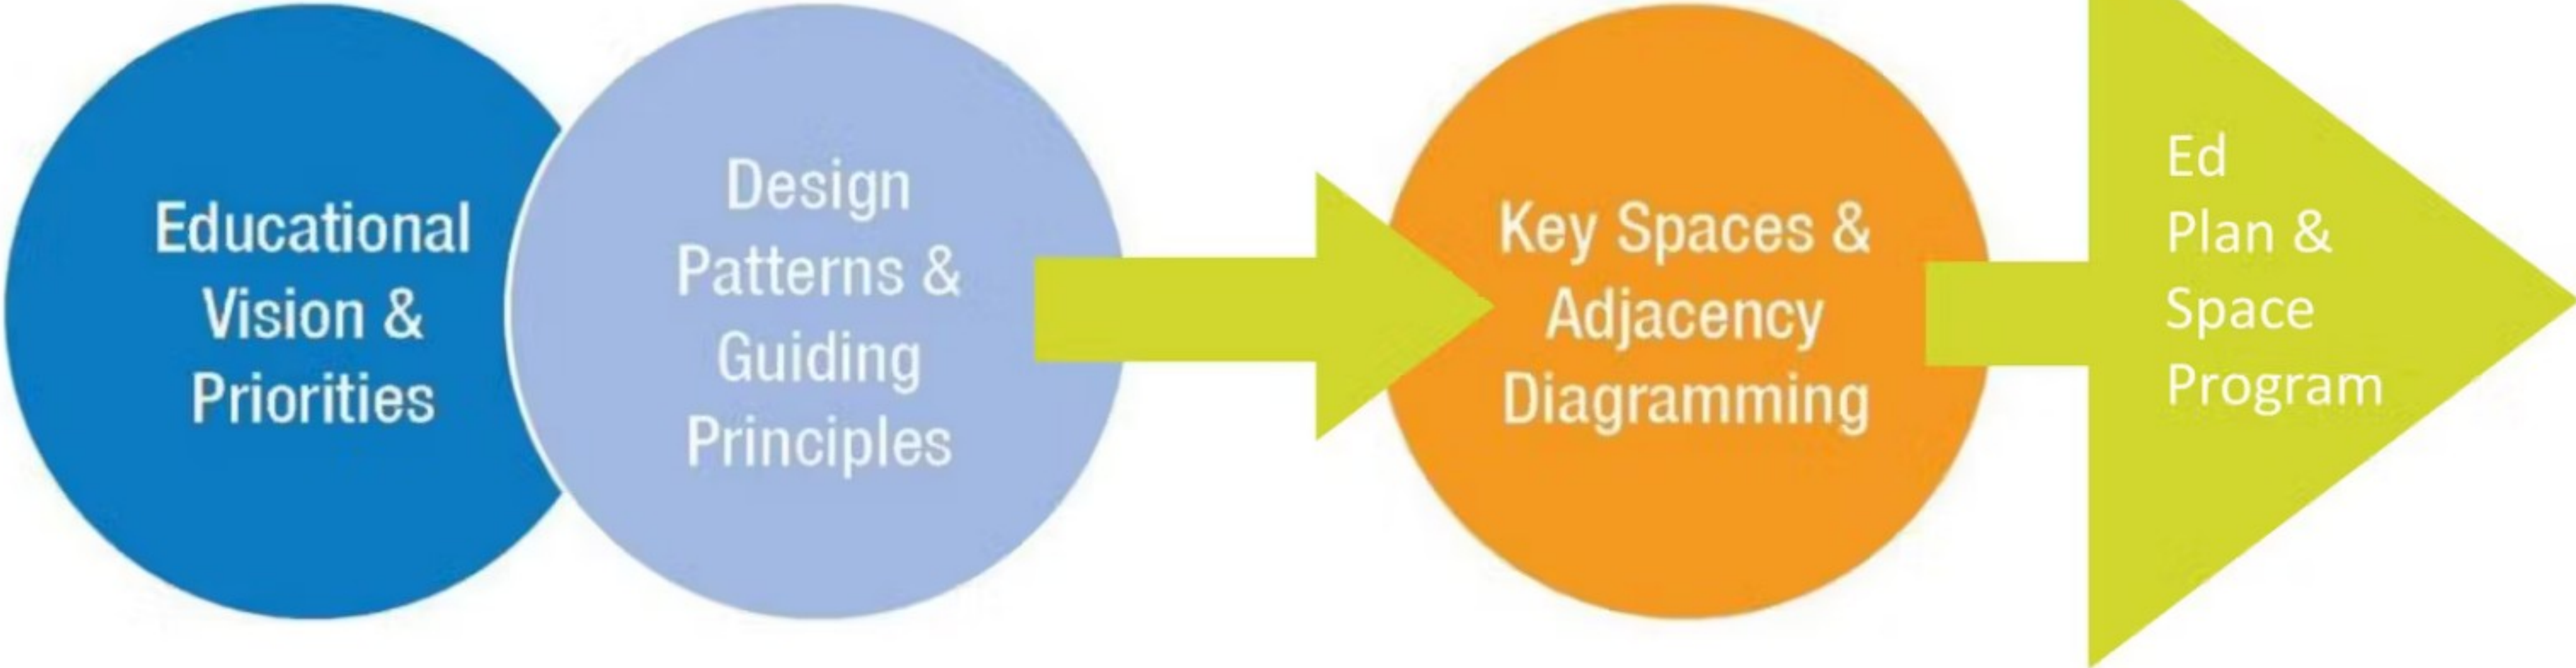 Educational
Vision &
Priorities
Design
Patterns &
Guiding
Principles
Key Spaces &
Adjacency
Diagramming
Ed
Plan &
Space
Program